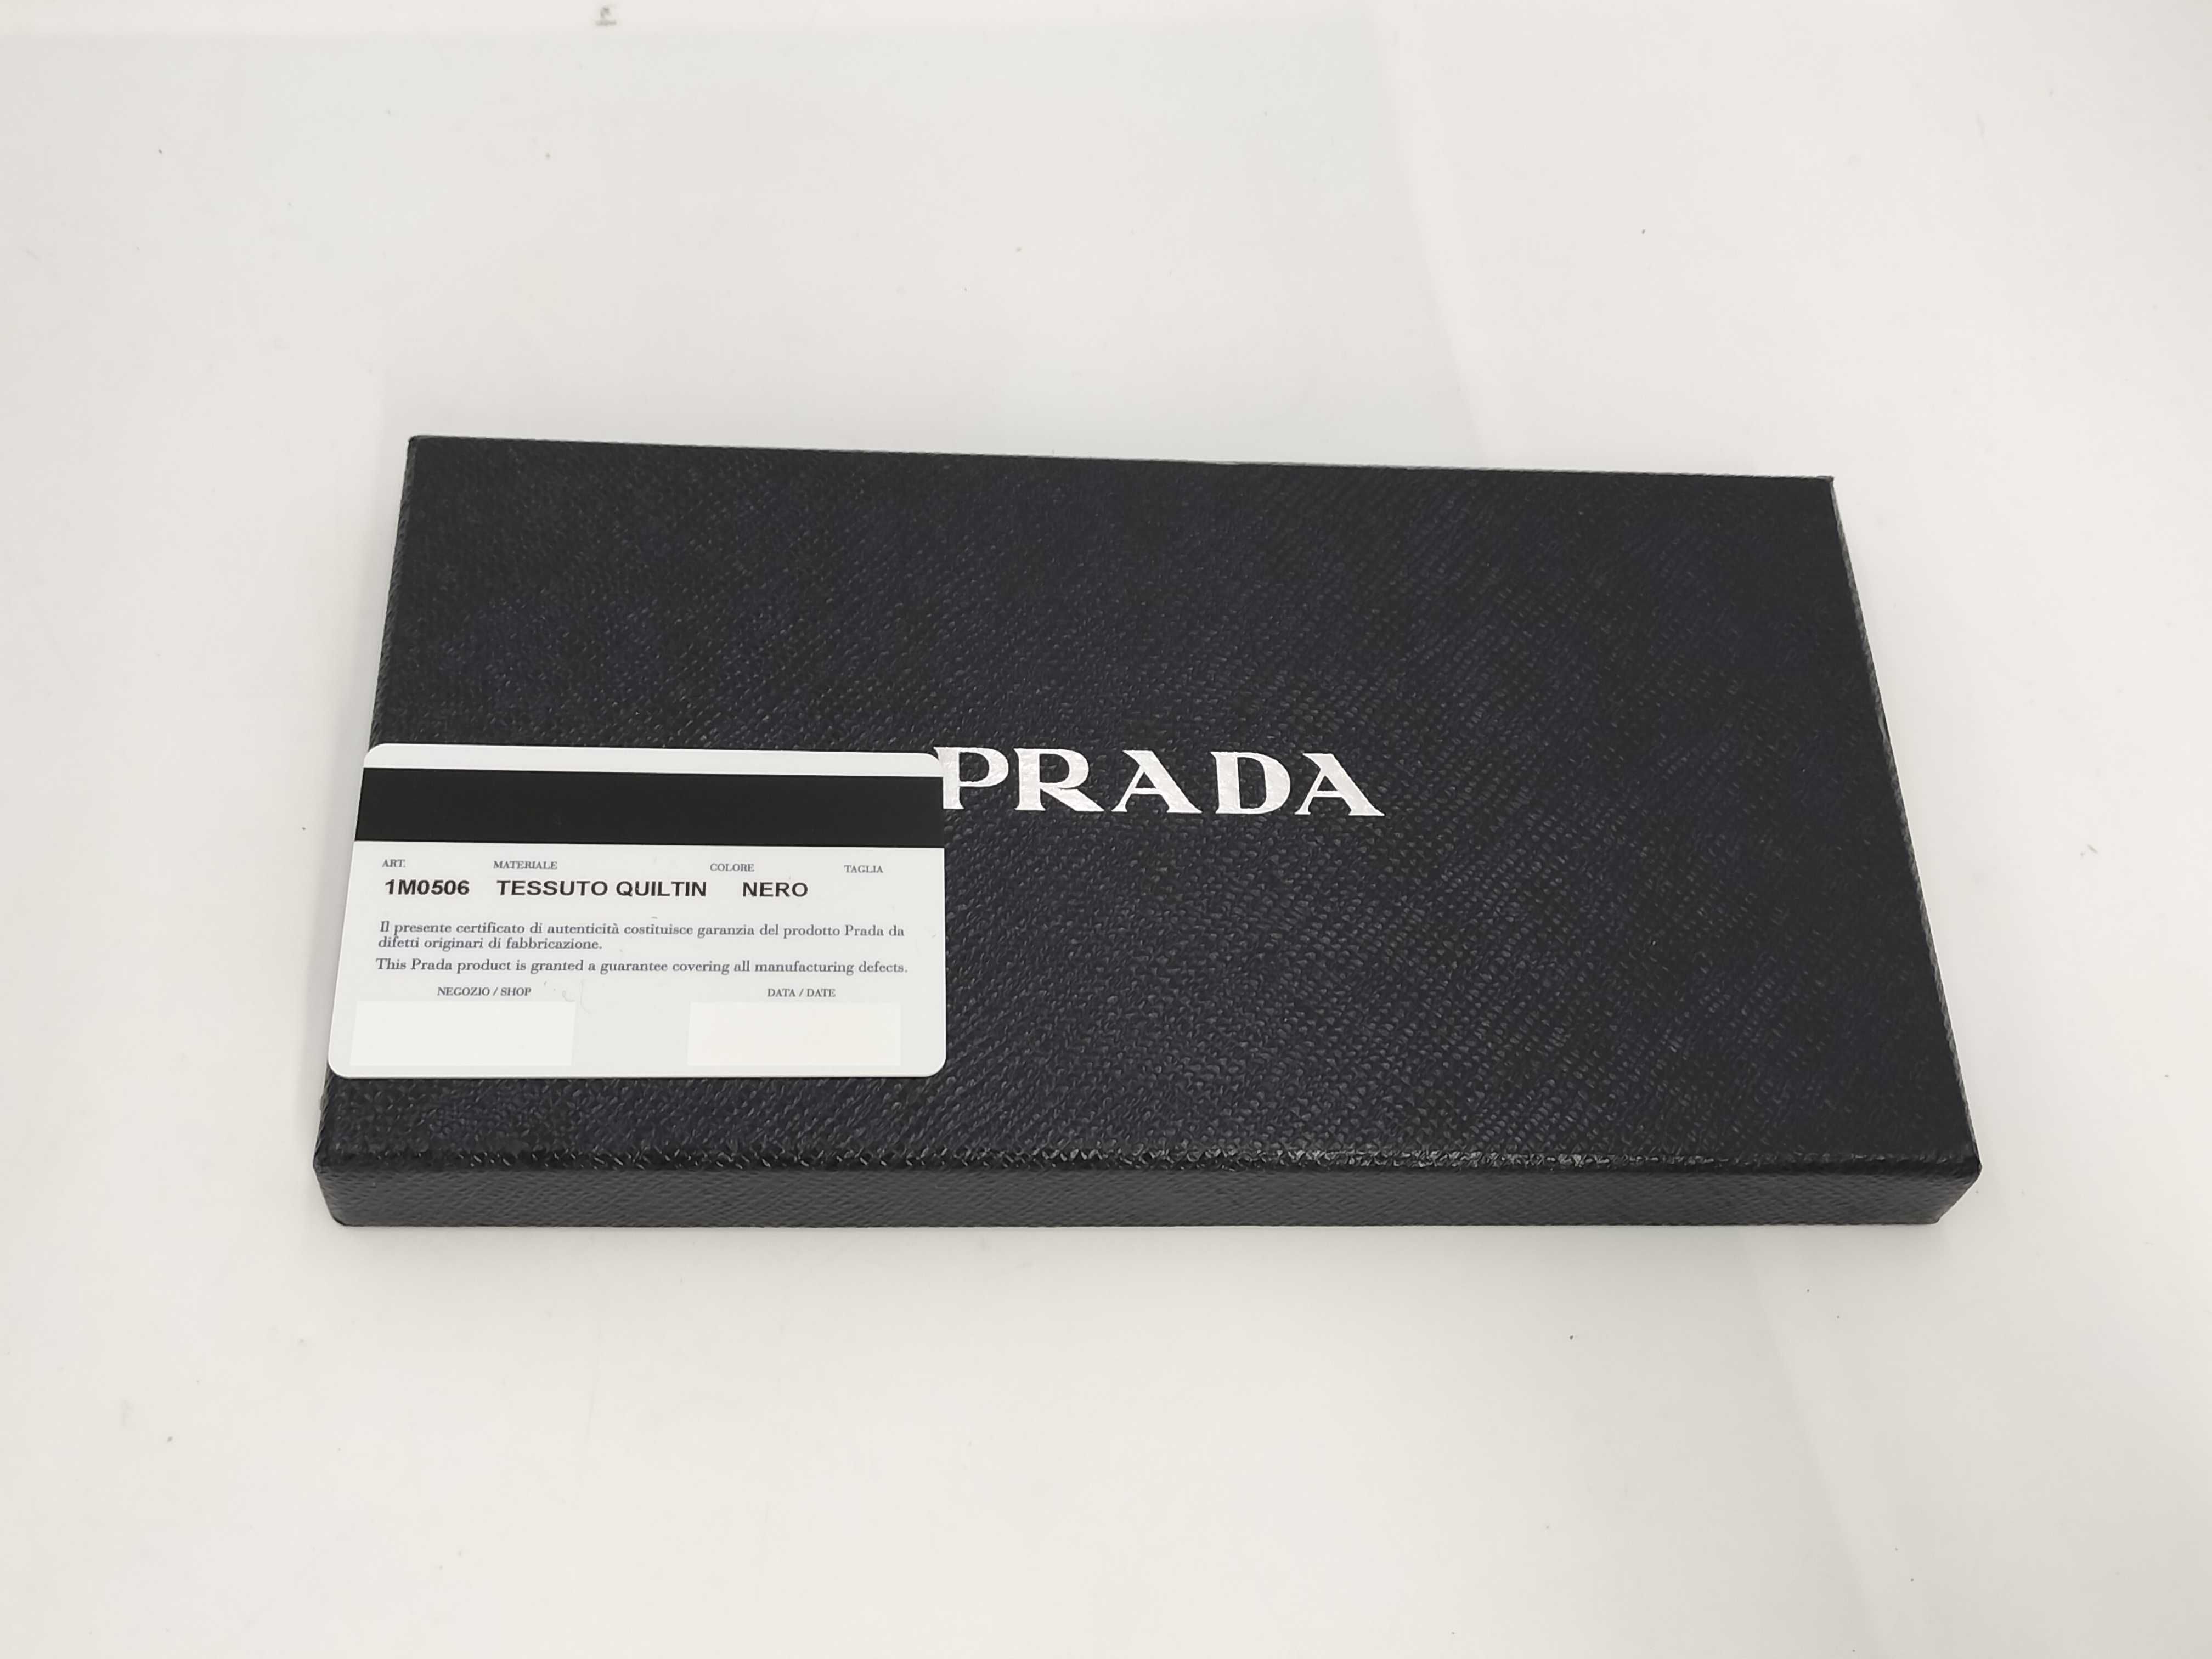 PRADA
ART. MATERIALE COLORE TAGLIA
1M0506 TESSUTO QUILTIN NERO
Il presente certificato di autenticità costituisce garanzia del prodotto Prada da
difetti originari di fabbricazione.
This Prada product is granted a guarantee covering all manufacturing defects.
NEGOZIO / SHOP DATA / DATE